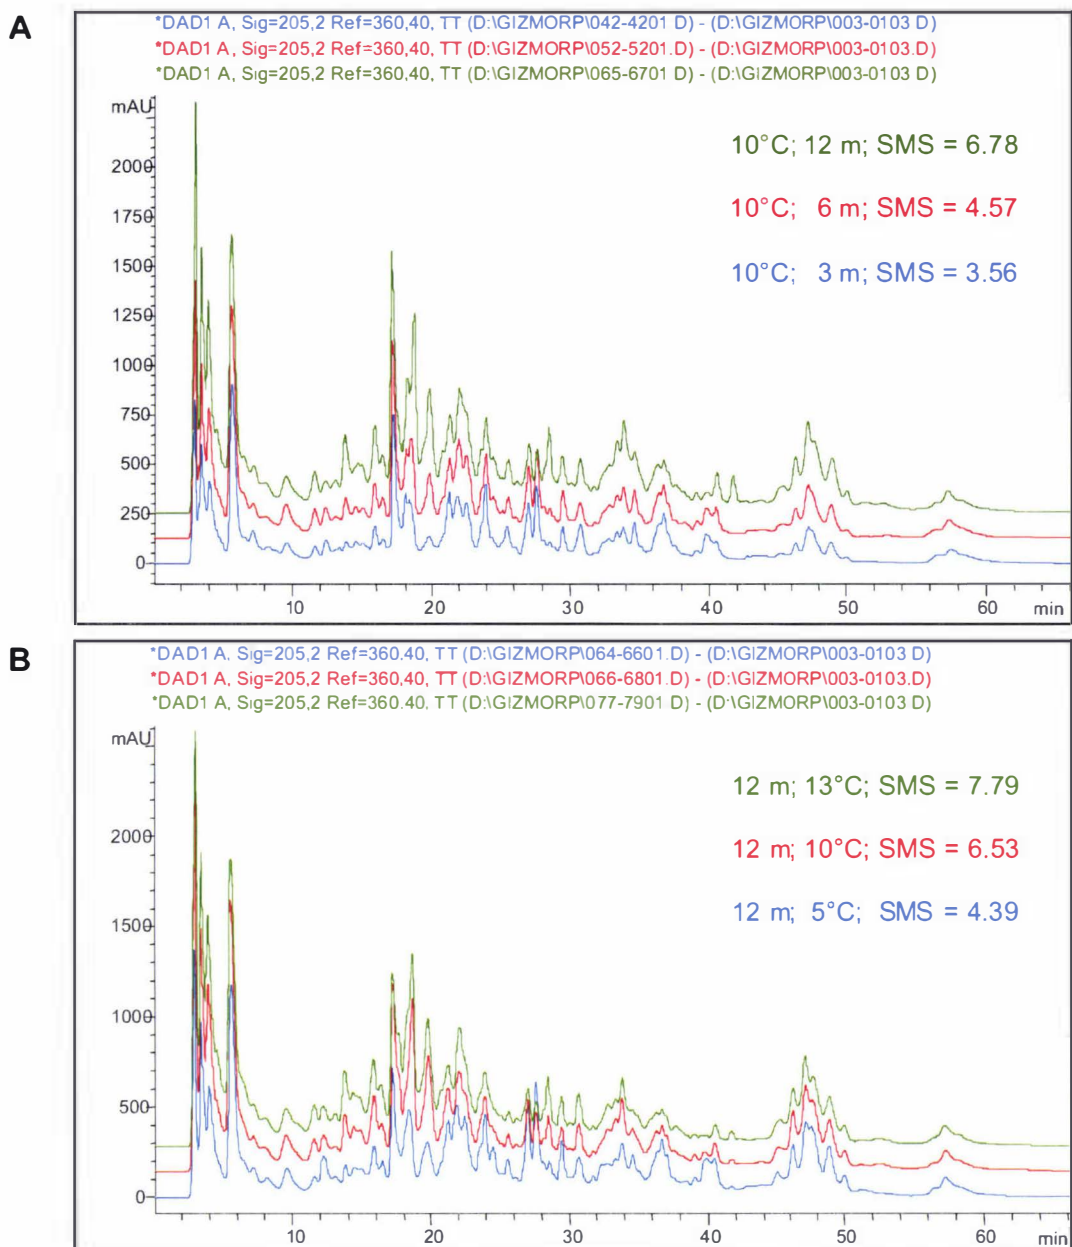 A
*DAD1 A, Sig=205,2 Ref=360,40, TT (D:\GIZMORP\042-4201 D) - (D:\GIZMORP\003-0103 D)
*DAD1 A, Sig=205,2 Ref=360,40, TT (D:\GIZMORP\052-5201.D) - (D:\GIZMORP\003-0103.D)
*DAD1 A, Sig=205,2 Ref=360,40, TT (D:\GIZMORP\065-6701 D) - (D:\GIZMORP\003-0103 D)
mAU
10°C; 12 m; SMS = 6.78
2000
1750
10°C; 6 m; SMS = 4.57
1500
10°C; 3 m; SMS = 3.56
1250
1000
750
500
250
0
10 20 30 40 50 60 min
B
*DAD1 A, Sig=205,2 Ref=360.40, TT (D:\GIZMORP\064-6601.D) - (D:\GIZMORP\003-0103 D)
*DAD1 A, Sig=205,2 Ref=360,40, TT (D:\GIZMORP\066-6801.D) - (D:\GIZMORP\003-0103.D)
*DAD1 A, Sig=205,2 Ref=360.40, TT (D:\GIZMORP\077-7901 D) - (D:\GIZMORP\003-0103 D)
mAU
12 m; 13°C; SMS = 7.79
2000
12 m; 10°C; SMS = 6.53
1500
12 m; 5°C; SMS = 4.39
1000
500
0
10 20 30 40 50 60 min